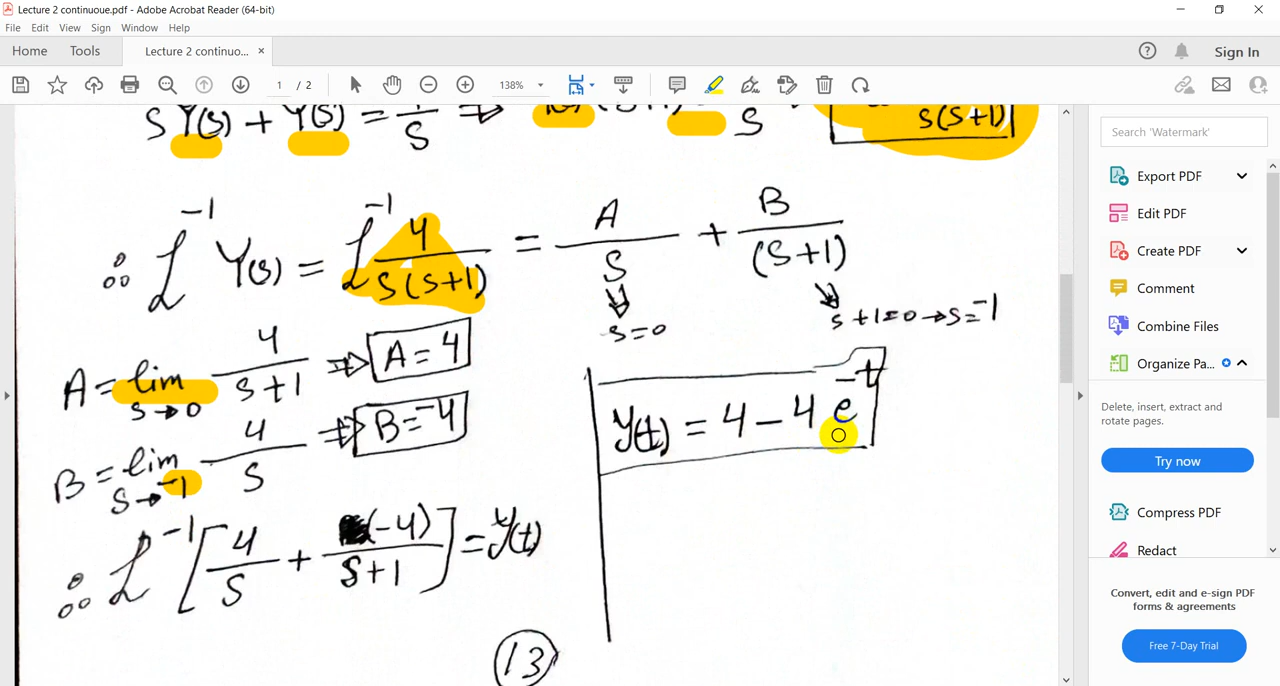 Lecture 2 continuoue.pdf - Adobe Acrobat Reader (64-bit)
File Edit View Sign Window Help
Home Tools Lecture 2 continuo... × Sign In
1 / 2 138%
S Y(s) + Y(s) = /S ⇒ (S+1) S S(S+1)
∴ L⁻¹ Y(s) = L⁻¹ 4/S(S+1) = A/S + B/(S+1)
S=0 S+1=0→S=-1
A = lim S→0 4/S+1 ⇒ A=4
B = lim S→-1 4/S ⇒ B=-4
Y(t) = 4 - 4 e^-t
∴ L⁻¹ [4/S + (-4)/S+1] = Y(t)
13
Search 'Watermark'
Export PDF
Edit PDF
Create PDF
Comment
Combine Files
Organize Pa...
Delete, insert, extract and
rotate pages.
Try now
Compress PDF
Redact
Convert, edit and e-sign PDF
forms & agreements
Free 7-Day Trial